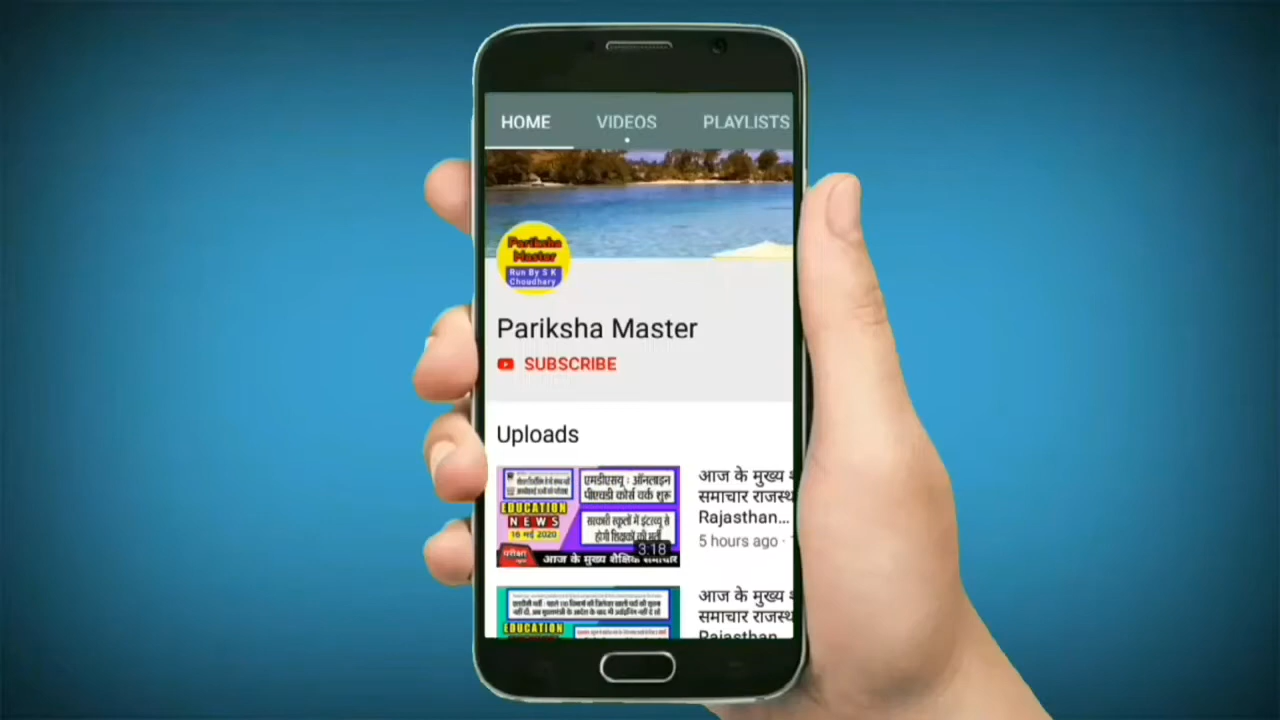 HOME VIDEOS PLAYLISTS
Pariksha
Master
Run By S K
Choudhary
Pariksha Master
SUBSCRIBE
Uploads
एमडीएसयू : ऑनलाइन
पीएचडी कोर्स वर्क शुरू
EDUCATION
NEWS
16 मई 2020
सरकारी स्कूलों में इंटरव्यू से
होगी शिक्षकों की भर्ती
3:18
परीक्षा
आज के मुख्य शैक्षिक समाचार
आज के मुख्य
समाचार राजस्थ
Rajasthan...
5 hours ago ·
EDUCATION
आज के मुख्य
समाचार राजस्थ
Rajasthan